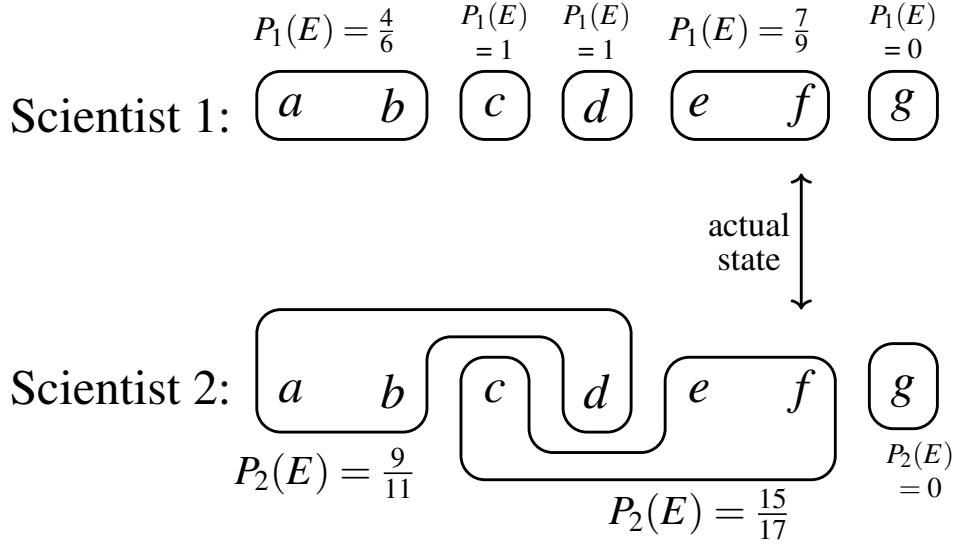 P₁(E) = 4/6 P₁(E) = 1 P₁(E) = 1 P₁(E) = 7/9 P₁(E) = 0
Scientist 1: a b c d e f g
actual
state
Scientist 2: a b c d e f g
P₂(E) = 9/11 P₂(E) = 15/17 P₂(E) = 0